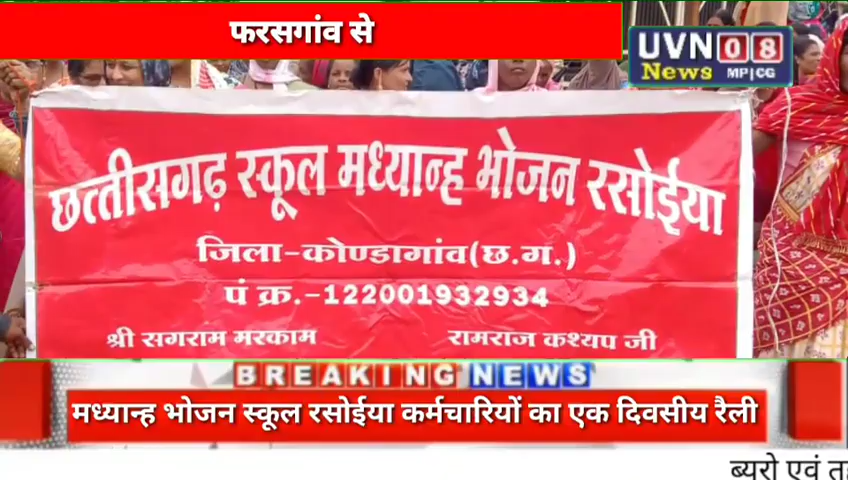 फरसगांव से
UVN 08
News MP|CG
छत्तीसगढ़ स्कूल मध्यान्ह भोजन रसोईया
जिला-कोण्डागांव(छ.ग.)
पं क्र.-122001932934
श्री सगराम मरकाम रामराज कश्यप जी
BREAKING NEWS
मध्यान्ह भोजन स्कूल रसोईया कर्मचारियों का एक दिवसीय रैली
ब्यूरो एवं